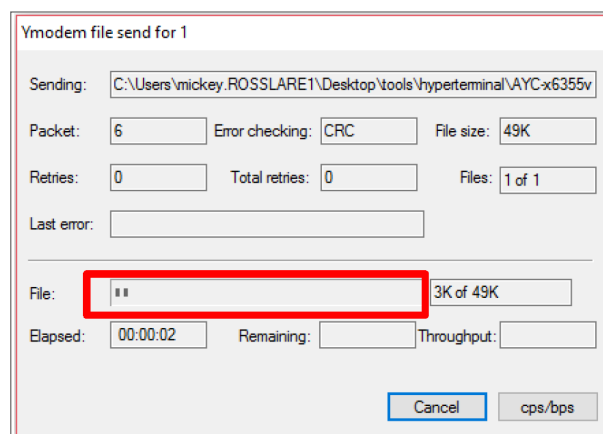 Ymodem file send for 1
Sending: C:\Users\mickey.ROSSLARE1\Desktop\tools\hyperterminal\AYC-x6355v
Packet: 6 Error checking: CRC File size: 49K
Retries: 0 Total retries: 0 Files: 1 of 1
Last error:
File: 3K of 49K
Elapsed: 00:00:02 Remaining: Throughput:
Cancel cps/bps